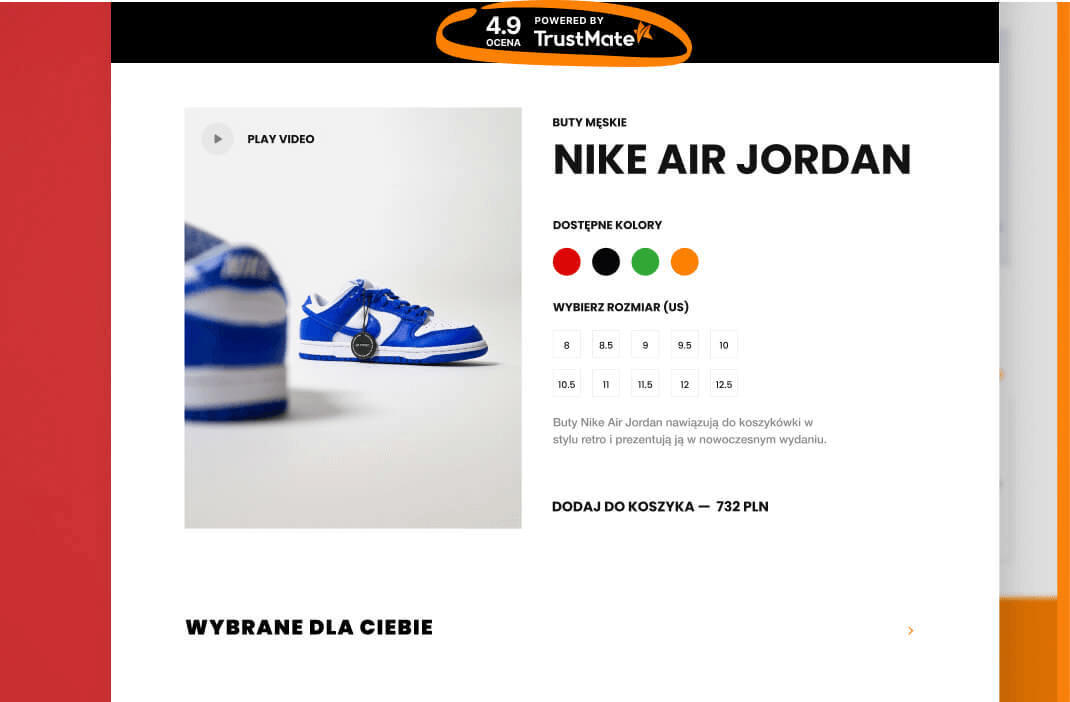 4.9
OCENA
POWERED BY
TrustMate
PLAY VIDEO
BUTY MĘSKIE
NIKE AIR JORDAN
DOSTĘPNE KOLORY
WYBIERZ ROZMIAR (US)
8 8.5 9 9.5 10
10.5 11 11.5 12 12.5
Buty Nike Air Jordan nawiązują do koszykówki w
stylu retro i prezentują ją w nowoczesnym wydaniu.
DODAJ DO KOSZYKA — 732 PLN
WYBRANE DLA CIEBIE